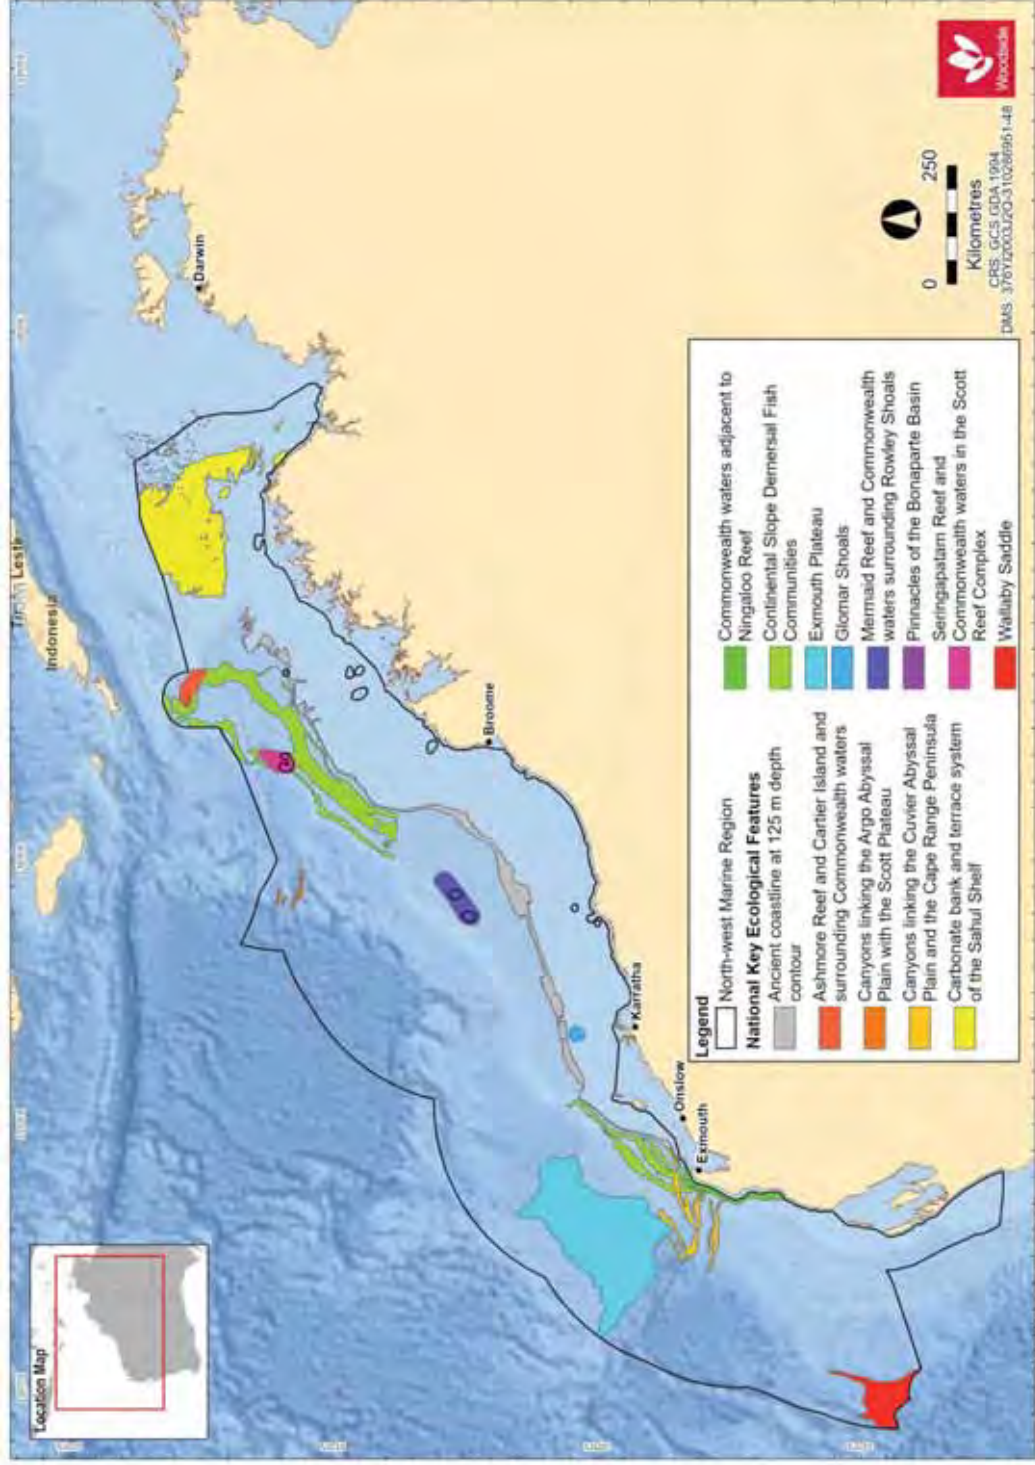 Location Map
Timor Leste
Indonesia
Darwin
Broome
Karratha
Onslow
Exmouth
Legend
North-west Marine Region
National Key Ecological Features
Ancient coastline at 125 m depth
contour
Ashmore Reef and Cartier Island and
surrounding Commonwealth waters
Canyons linking the Argo Abyssal
Plain with the Scott Plateau
Canyons linking the Cuvier Abyssal
Plain and the Cape Range Peninsula
Carbonate bank and terrace system
of the Sahul Shelf
Commonwealth waters adjacent to
Ningaloo Reef
Continental Slope Demersal Fish
Communities
Exmouth Plateau
Glomar Shoals
Mermaid Reef and Commonwealth
waters surrounding Rowley Shoals
Pinnacles of the Bonaparte Basin
Seringapatam Reef and
Commonwealth waters in the Scott
Reef Complex
Wallaby Saddle
0 250
Kilometres
CRS: GCS GDA 1994
Woodside